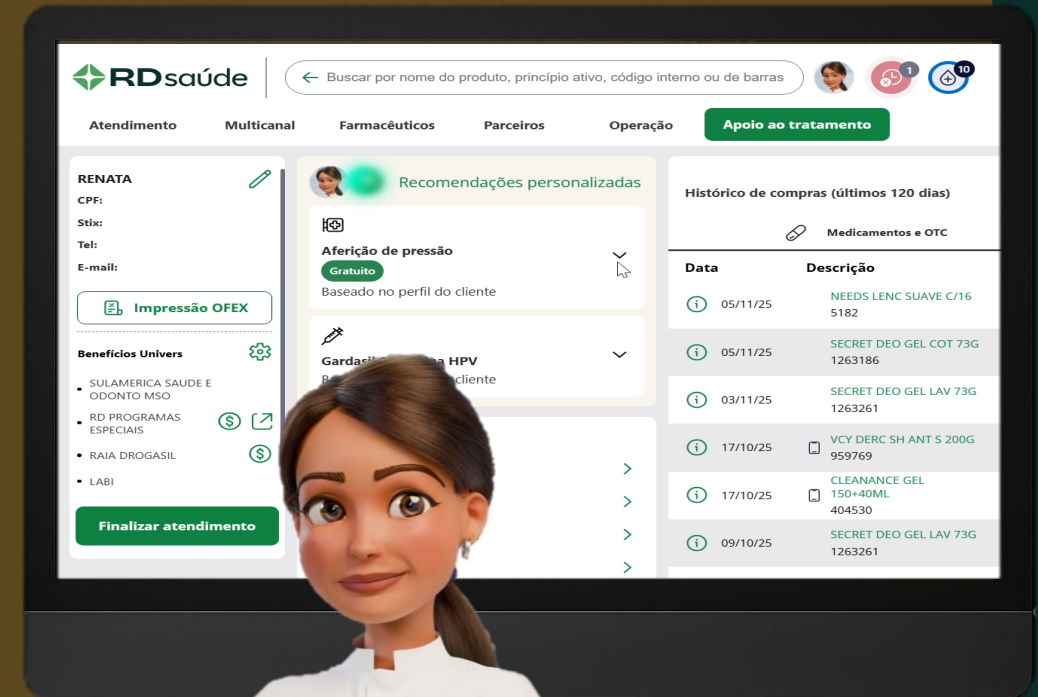 RDsaúde
Buscar por nome do produto, princípio ativo, código interno ou de barras
1
10
Atendimento
Multicanal
Farmacêuticos
Parceiros
Operação
Apoio ao tratamento
RENATA
CPF:
Stix:
Tel:
E-mail:
Impressão OFEX
Benefícios Univers
SULAMERICA SAUDE E
ODONTO MSO
RD PROGRAMAS
ESPECIAIS
RAIA DROGASIL
LABI
Finalizar atendimento
Recomendações personalizadas
Aferição de pressão
Gratuito
Baseado no perfil do cliente
HPV
cliente
Histórico de compras (últimos 120 dias)
Medicamentos e OTC
Data Descrição
05/11/25 NEEDS LENC SUAVE C/16
5182
05/11/25 SECRET DEO GEL COT 73G
1263186
03/11/25 SECRET DEO GEL LAV 73G
1263261
17/10/25 VCY DERC SH ANT S 200G
959769
17/10/25 CLEANANCE GEL
150+40ML
404530
09/10/25 SECRET DEO GEL LAV 73G
1263261